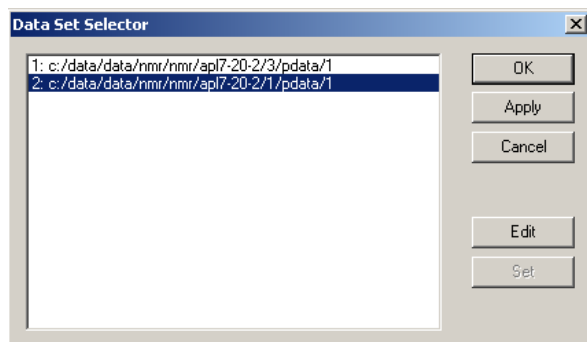 Data Set Selector
1: c:/data/data/nmr/nmr/apl7-20-2/3/pdata/1
2: c:/data/data/nmr/nmr/apl7-20-2/1/pdata/1
OK
Apply
Cancel
Edit
Set